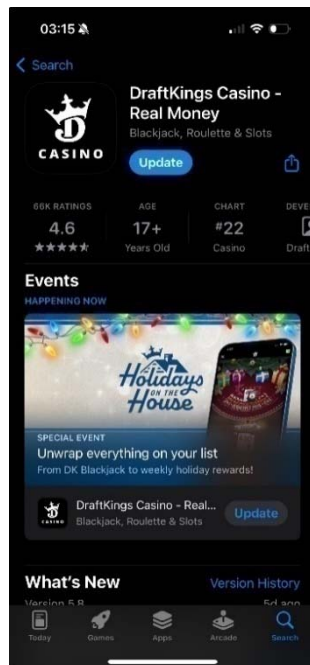 03:15
Search
DraftKings Casino -
Real Money
Blackjack, Roulette & Slots
CASINO
Update
66K RATINGS
AGE
CHART
DEVE
4.6
17+
#22
Years Old
Casino
Draft
Events
HAPPENING NOW
Holidays
ON THE
House
SPECIAL EVENT
Unwrap everything on your list
From DK Blackjack to weekly holiday rewards!
DraftKings Casino - Real...
Blackjack, Roulette & Slots
CASINO
Update
What's New
Version History
Version 5.8
5d ago
Today
Games
Apps
Arcade
Search